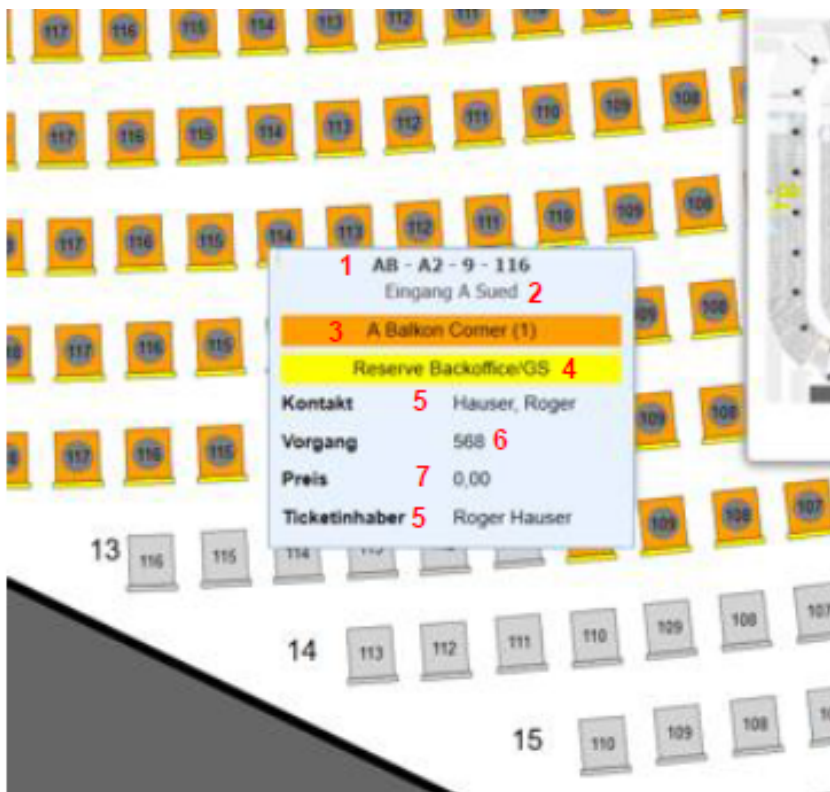 117 116 115 114 113 112 111 110
117 116 115 114 113 112 111 110 109 108
117 116 115 114 113 112 111 110 109 108
1 AB - A2 - 9 - 116
Eingang A Sued 2
3 A Balkon Corner (1)
Reserve Backoffice/GS 4
Kontakt 5 Hauser, Roger
Vorgang 568 6
Preis 7 0,00
Ticketinhaber 5 Roger Hauser
117 116 115 109 108
117 116 115 109 108
109 108 107
13 116 115 114
14 113 112 111 110 109 108 107
15 110 109 108